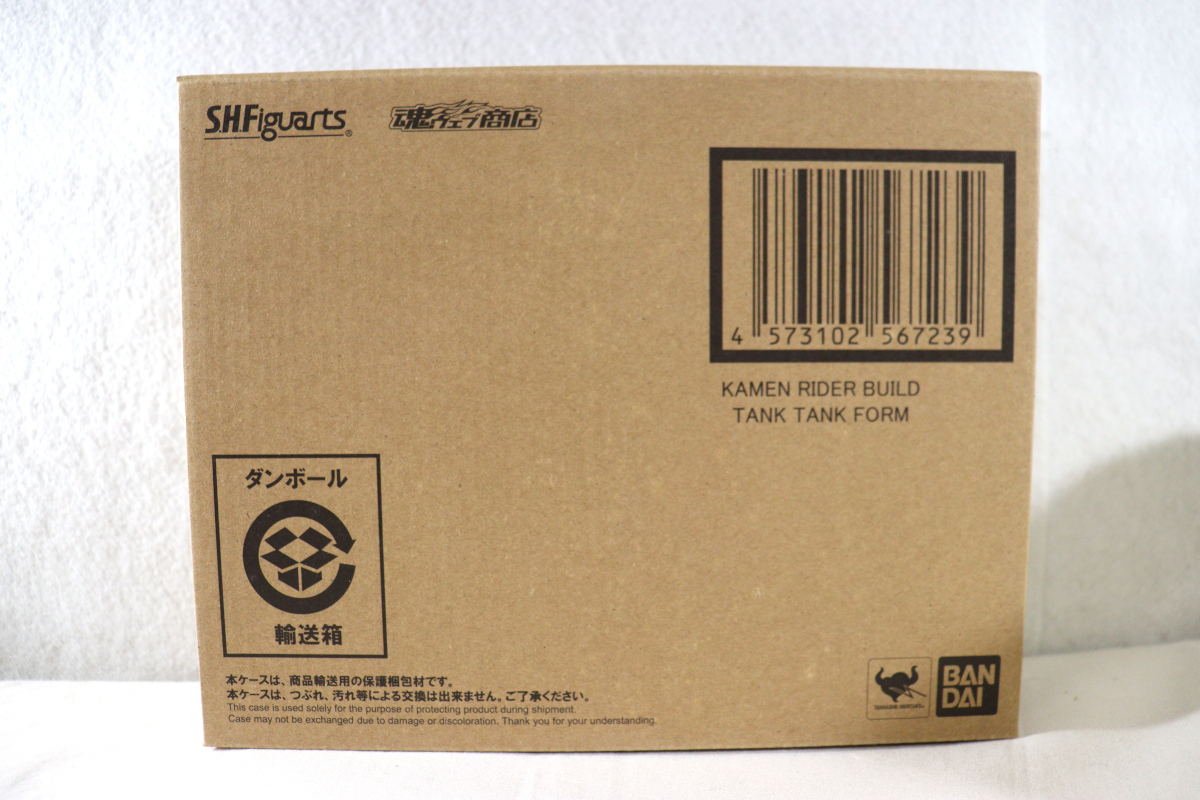 S.H.Figuarts®
魂ウェブ商店
4 573102 567239
KAMEN RIDER BUILD
TANK TANK FORM
ダンボール
輸送箱
本ケースは、商品輸送用の保護梱包材です。
本ケースは、つぶれ、汚れ等による交換は出来ません。ご了承ください。
This case is used solely for the purpose of protecting product during shipment.
Case may not be exchanged due to damage or discoloration. Thank you for your understanding.
BAN
DAI